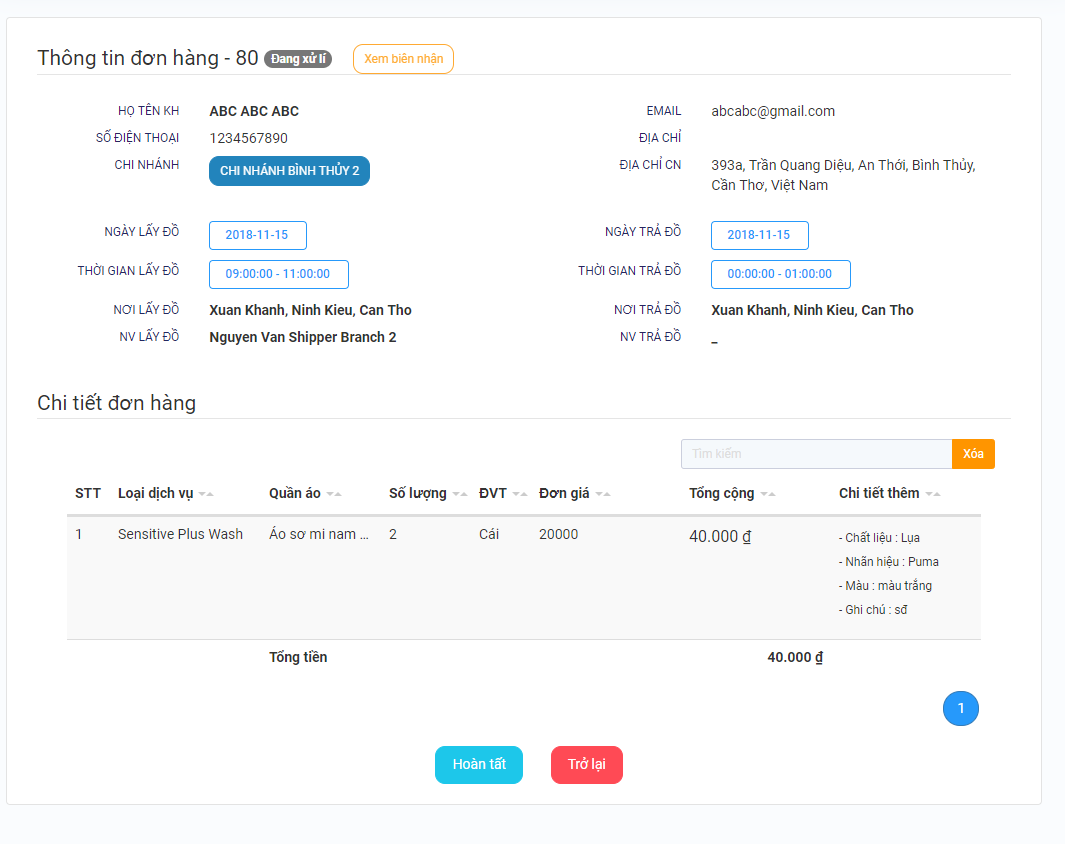 Thông tin đơn hàng - 80 Đang xử lí Xem biên nhận
HỌ TÊN KH ABC ABC ABC EMAIL abcabc@gmail.com
SỐ ĐIỆN THOẠI 1234567890 ĐỊA CHỈ
CHI NHÁNH CHI NHÁNH BÌNH THỦY 2 ĐỊA CHỈ CN 393a, Trần Quang Diệu, An Thới, Bình Thủy,
Cần Thơ, Việt Nam
NGÀY LẤY ĐỒ 2018-11-15 NGÀY TRẢ ĐỒ 2018-11-15
THỜI GIAN LẤY ĐỒ 09:00:00 - 11:00:00 THỜI GIAN TRẢ ĐỒ 00:00:00 - 01:00:00
NƠI LẤY ĐỒ Xuan Khanh, Ninh Kieu, Can Tho NƠI TRẢ ĐỒ Xuan Khanh, Ninh Kieu, Can Tho
NV LẤY ĐỒ Nguyen Van Shipper Branch 2 NV TRẢ ĐỒ _
Chi tiết đơn hàng
Tìm kiếm Xóa
STT Loại dịch vụ Quần áo Số lượng ĐVT Đơn giá Tổng cộng Chi tiết thêm
1 Sensitive Plus Wash Áo sơ mi nam ... 2 Cái 20000 40.000 ₫ - Chất liệu : Lụa
- Nhãn hiệu : Puma
- Màu : màu trắng
- Ghi chú : sđ
Tổng tiền 40.000 ₫
1
Hoàn tất Trở lại